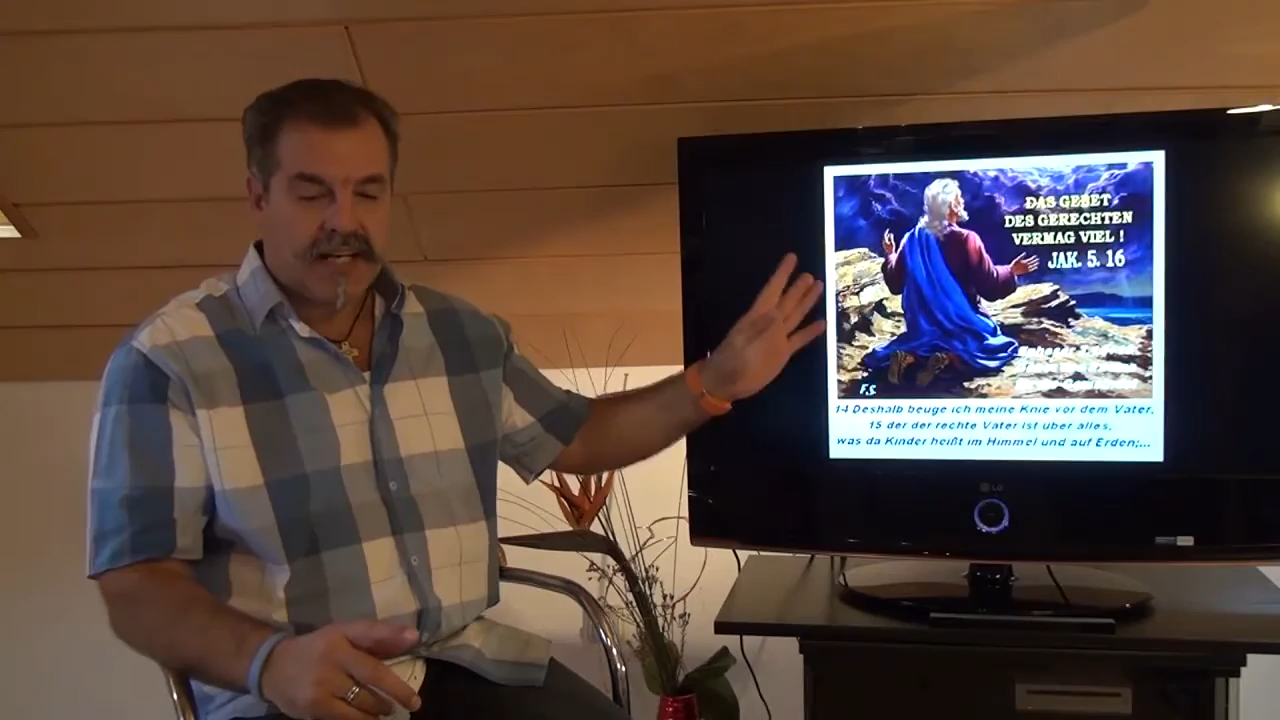 DAS GEBET
DES GERECHTEN
VERMAG VIEL !
JAK. 5. 16
F.S.
14 Deshalb beuge ich meine Knie vor dem Vater,
15 der der rechte Vater ist über alles,
was da Kinder heißt im Himmel und auf Erden;...
LG